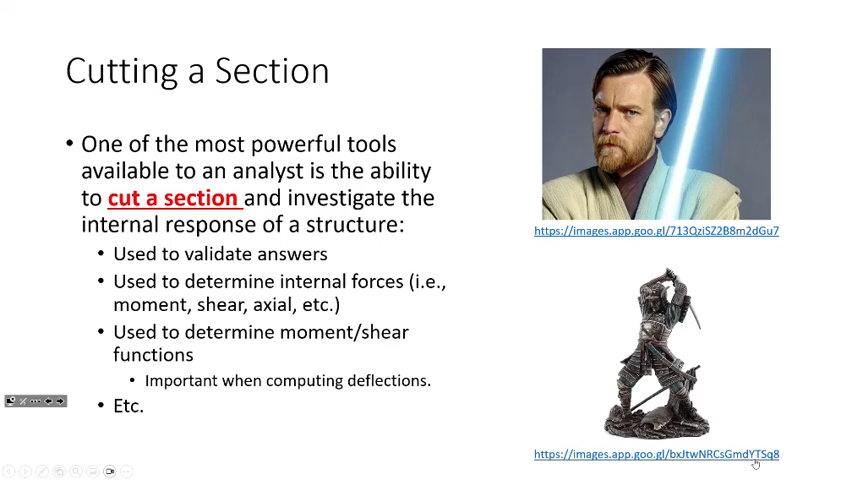 Cutting a Section
• One of the most powerful tools
available to an analyst is the ability
to cut a section and investigate the
internal response of a structure:
• Used to validate answers
• Used to determine internal forces (i.e.,
moment, shear, axial, etc.)
• Used to determine moment/shear
functions
• Important when computing deflections.
• Etc.
https://images.app.goo.gl/713QziSZ2B8m2dGu7
https://images.app.goo.gl/bxJtwNRCsGmdYTSq8